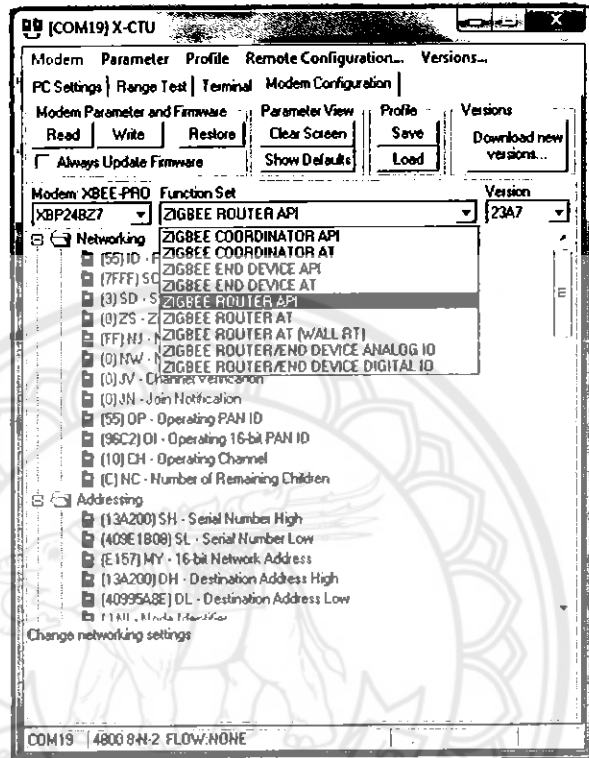 [COM19] X-CTU
Modem Parameter Profile Remote Configuration... Versions...
PC Settings Range Test Terminal Modem Configuration
Modem Parameter and Firmware Parameter View Profile Versions
Read Write Restore Clear Screen Save Download new versions...
Always Update Firmware Show Defaults Load
Modem: XBEE-PRO Function Set Version
XBP24BZ7 ZIGBEE ROUTER API 23A7
Networking
ZIGBEE COORDINATOR API
ZIGBEE COORDINATOR AT
ZIGBEE END DEVICE API
ZIGBEE END DEVICE AT
ZIGBEE ROUTER API
ZIGBEE ROUTER AT
ZIGBEE ROUTER AT (WALL RT)
ZIGBEE ROUTER/END DEVICE ANALOG IO
ZIGBEE ROUTER/END DEVICE DIGITAL IO
(55) ID -
(7FFF) SC
(3) SD - S
(0) ZS - Z
(FF) NJ - N
(0) NW - N
(0) JV - Channel Verification
(0) JN - Join Notification
(55) OP - Operating PAN ID
(96C2) OI - Operating 16-bit PAN ID
(10) CH - Operating Channel
(C) NC - Number of Remaining Children
Addressing
(13A200) SH - Serial Number High
(409E1808) SL - Serial Number Low
(E157) MY - 16-bit Network Address
(13A200) DH - Destination Address High
(40995A8E) DL - Destination Address Low
Change networking settings
COM19 4800 8-N-2 FLOW:NONE